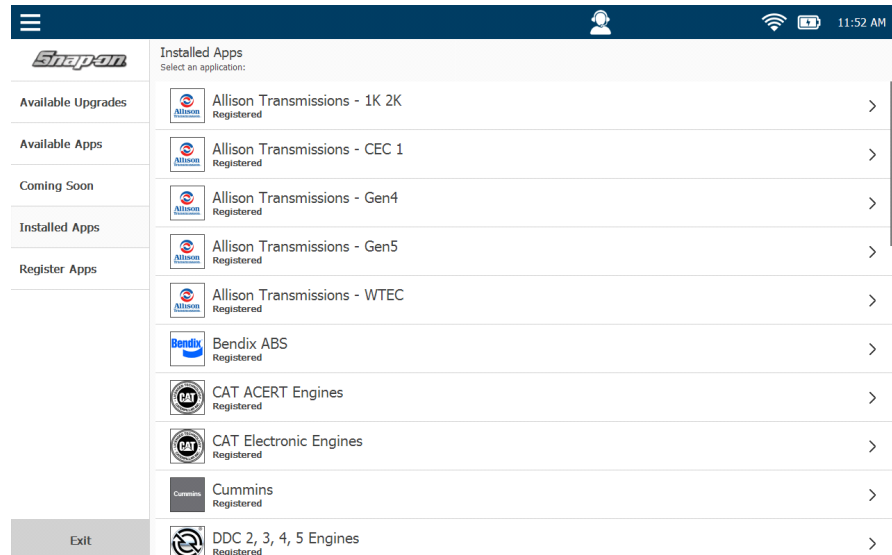 11:52 AM
Snap-on
Installed Apps
Select an application:
Available Upgrades
Available Apps
Coming Soon
Installed Apps
Register Apps
Exit
Allison Transmissions - 1K 2K
Registered
Allison Transmissions - CEC 1
Registered
Allison Transmissions - Gen4
Registered
Allison Transmissions - Gen5
Registered
Allison Transmissions - WTEC
Registered
Bendix
Bendix ABS
Registered
CAT
CAT ACERT Engines
Registered
CAT
CAT Electronic Engines
Registered
Cummins
Cummins
Registered
DDC 2, 3, 4, 5 Engines
Registered